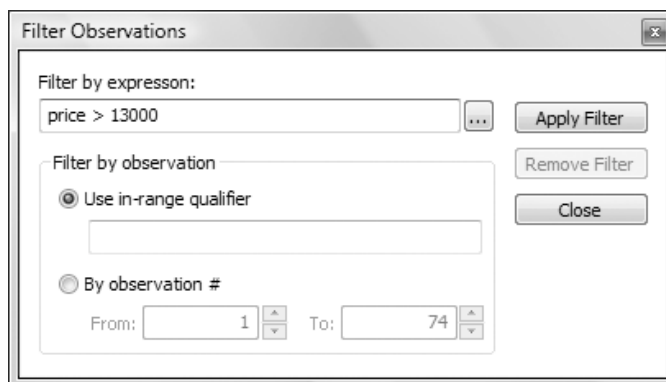 Filter Observations
x
Filter by expresson:
price > 13000
...
Apply Filter
Filter by observation
Remove Filter
Use in-range qualifier
Close
By observation #
From: 1 To: 74